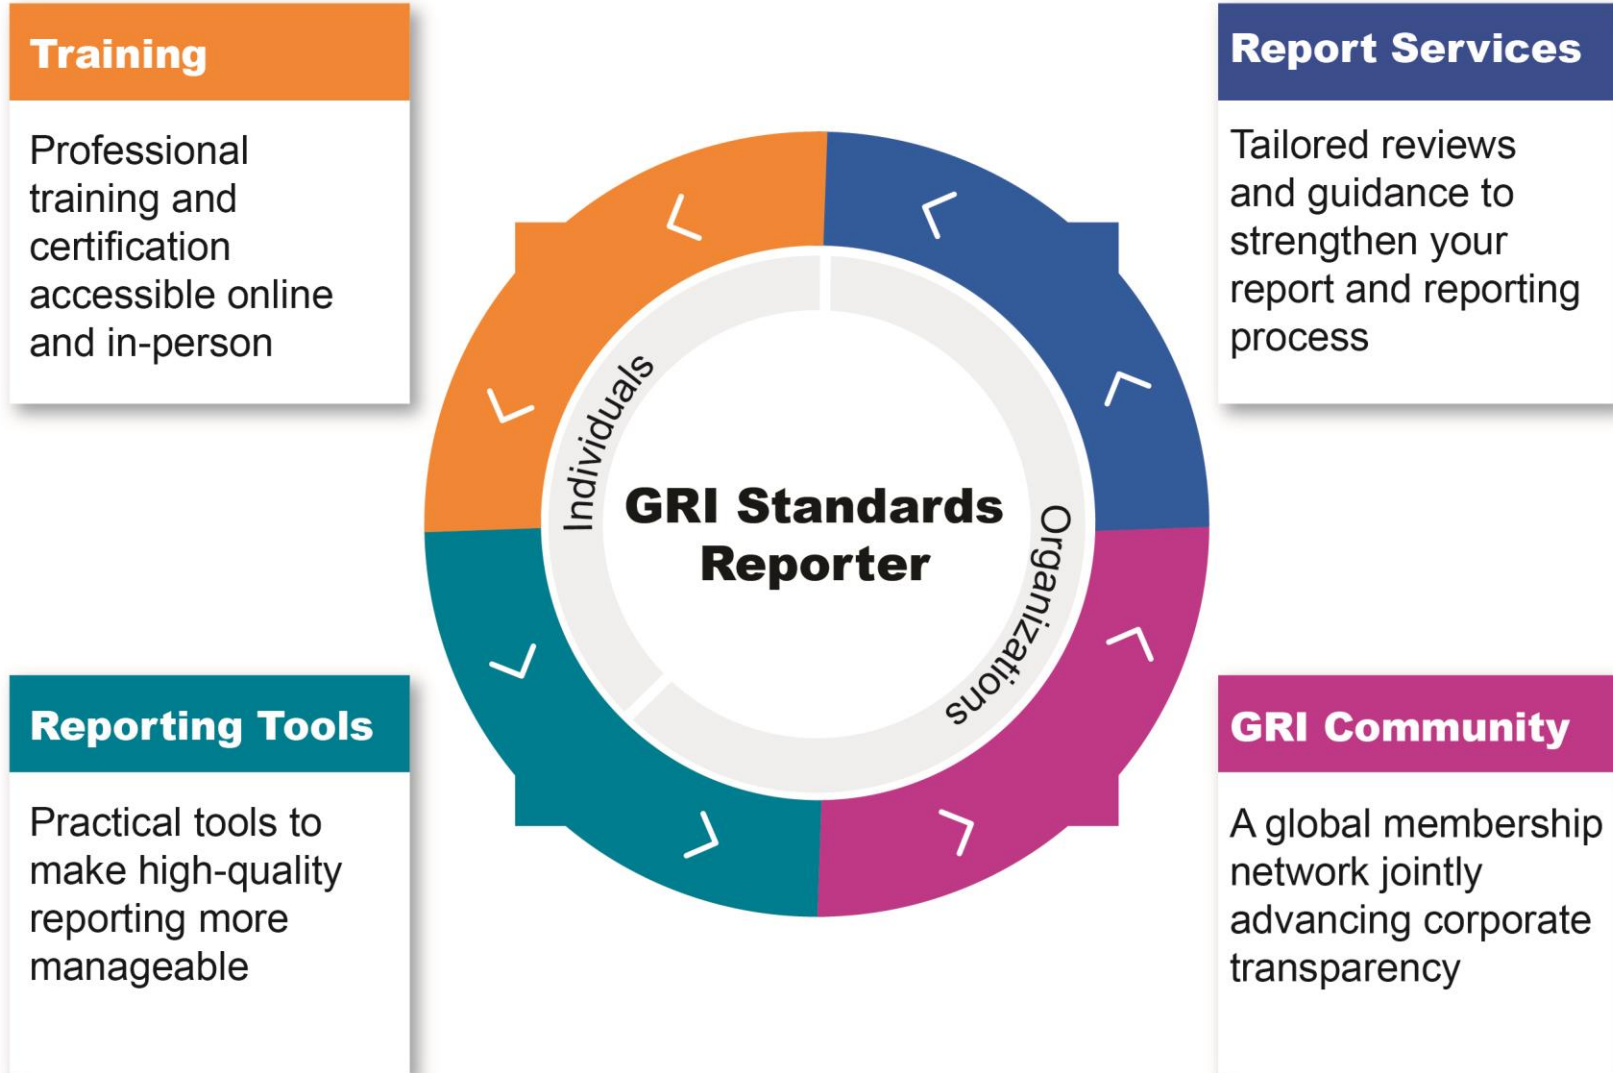 Training
Professional
training and
certification
accessible online
and in-person
Report Services
Tailored reviews
and guidance to
strengthen your
report and reporting
process
Individuals
GRI Standards
Reporter
Organizations
Reporting Tools
Practical tools to
make high-quality
reporting more
manageable
GRI Community
A global membership
network jointly
advancing corporate
transparency